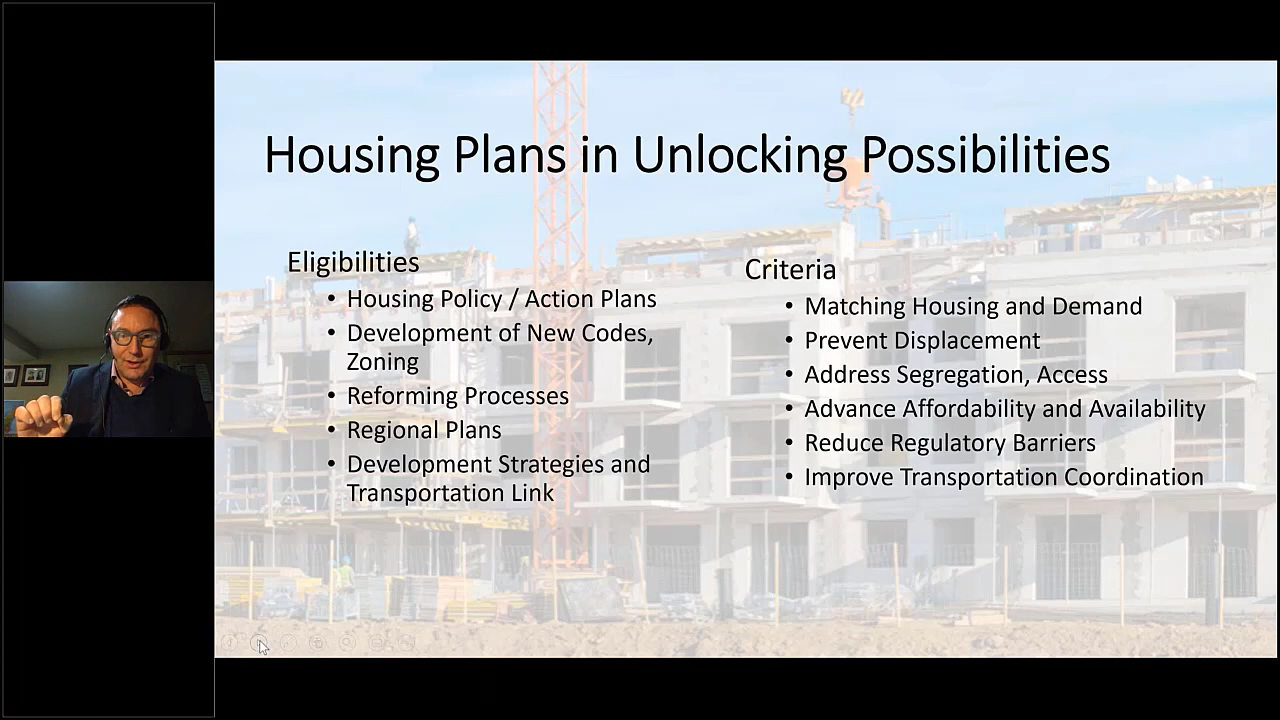 Housing Plans in Unlocking Possibilities
Eligibilities
• Housing Policy / Action Plans
• Development of New Codes,
Zoning
• Reforming Processes
• Regional Plans
• Development Strategies and
Transportation Link
Criteria
• Matching Housing and Demand
• Prevent Displacement
• Address Segregation, Access
• Advance Affordability and Availability
• Reduce Regulatory Barriers
• Improve Transportation Coordination